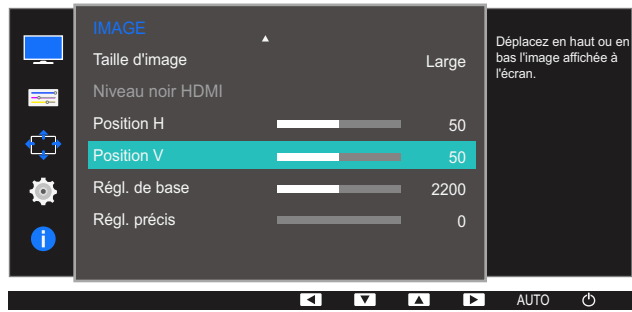 IMAGE
Taille d'image Large
Niveau noir HDMI
Position H 50
Position V 50
Régl. de base 2200
Régl. précis 0
Déplacez en haut ou en
bas l'image affichée à
l'écran.
AUTO